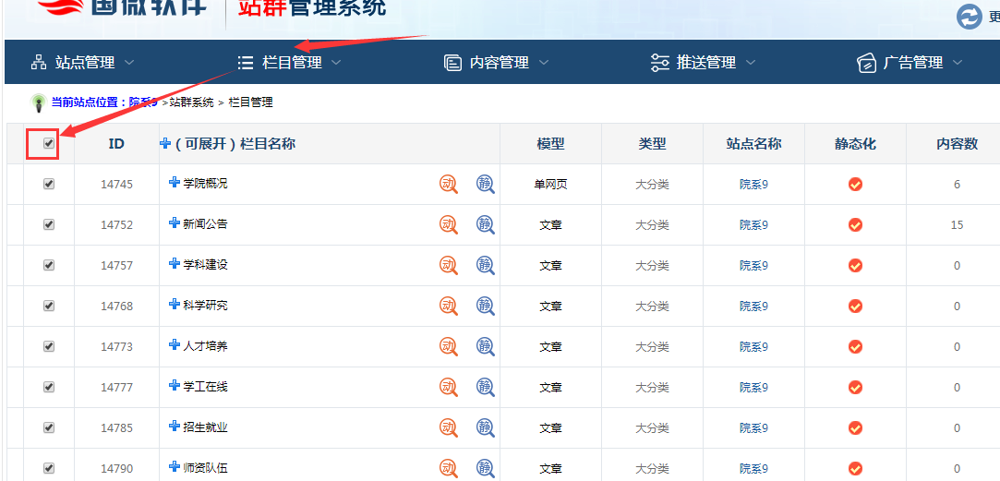 国微软件 站群管理系统
更
站点管理 栏目管理 内容管理 推送管理 广告管理
当前站点位置：院系9 >站群系统 > 栏目管理
ID （可展开）栏目名称 模型 类型 站点名称 静态化 内容数
14745 学院概况 动 静 单网页 大分类 院系9 6
14752 新闻公告 动 静 文章 大分类 院系9 15
14757 学科建设 动 静 文章 大分类 院系9 0
14768 科学研究 动 静 文章 大分类 院系9 0
14773 人才培养 动 静 文章 大分类 院系9 0
14777 学工在线 动 静 文章 大分类 院系9 0
14785 招生就业 动 静 文章 大分类 院系9 0
14790 师资队伍 动 静 文章 大分类 院系9 0